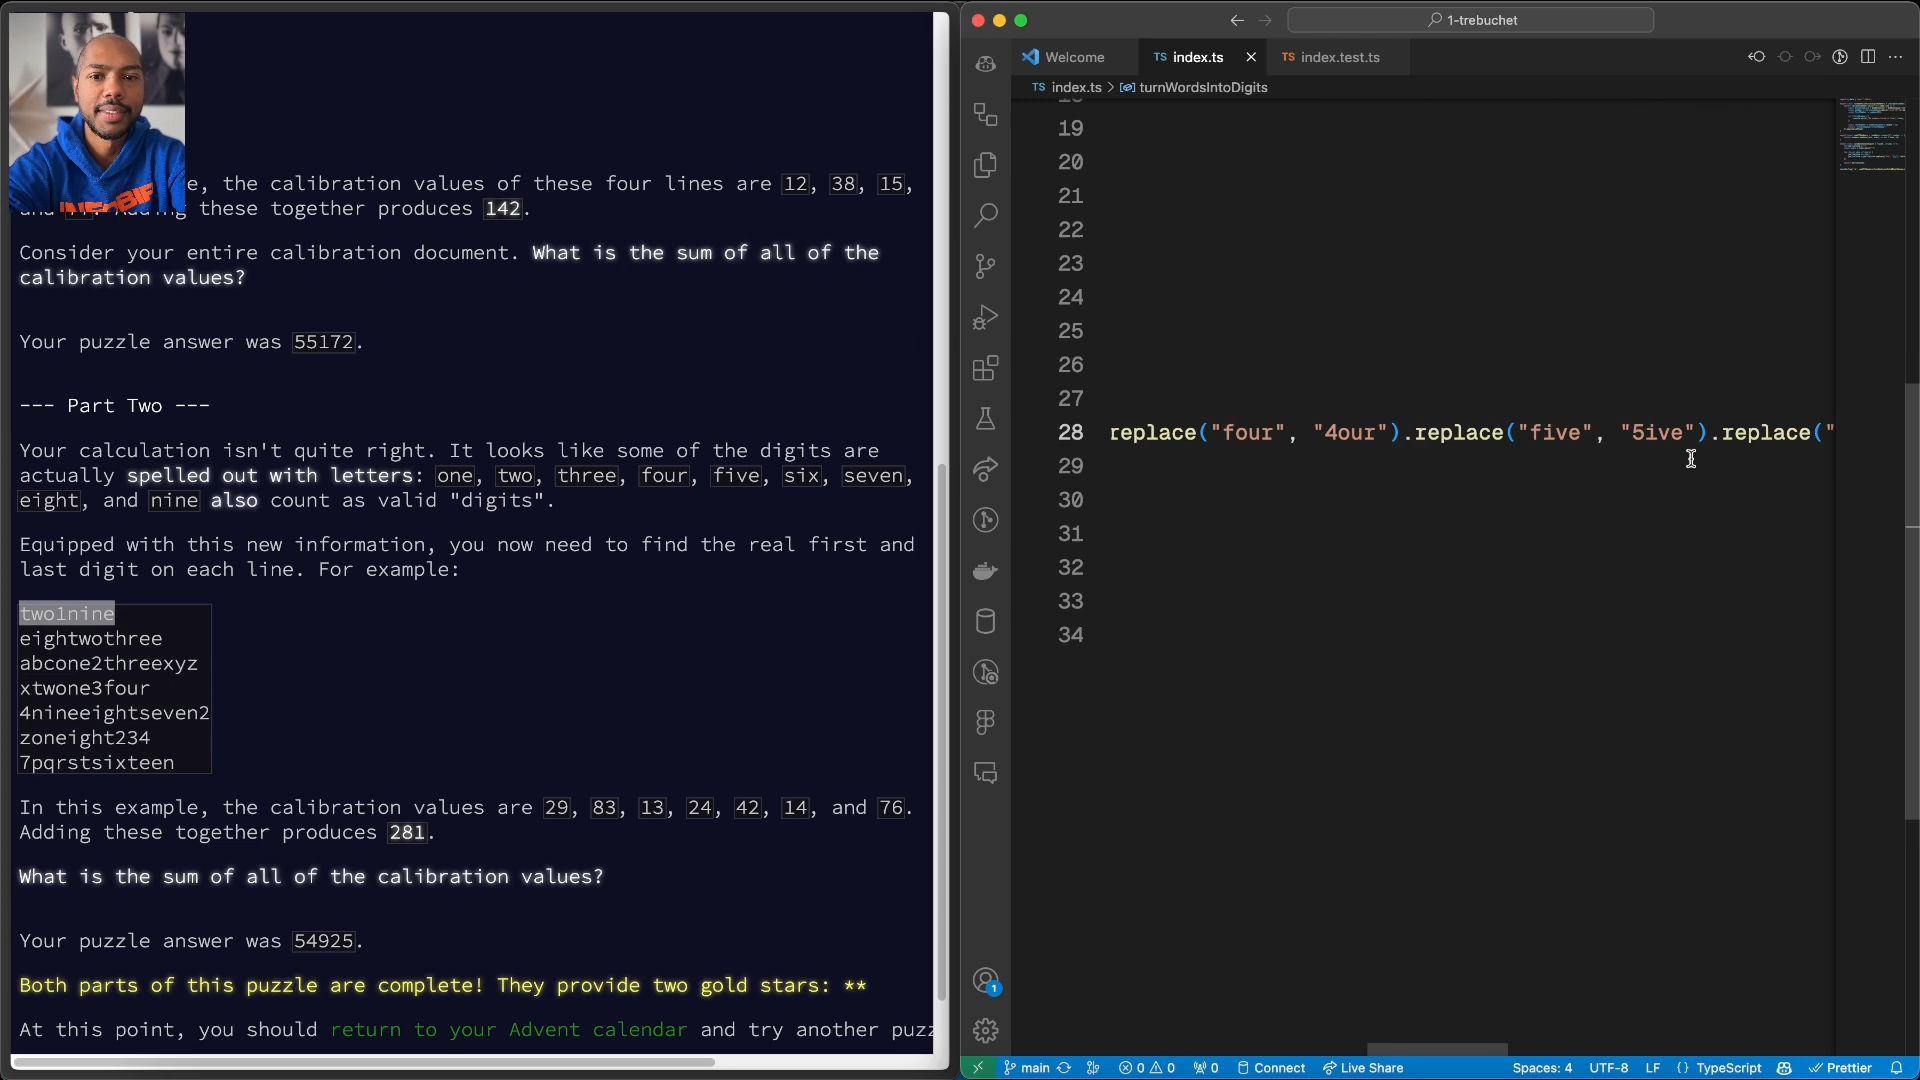 e, the calibration values of these four lines are 12, 38, 15,
these together produces 142.
Consider your entire calibration document. What is the sum of all of the
calibration values?
Your puzzle answer was 55172.
--- Part Two ---
Your calculation isn't quite right. It looks like some of the digits are
actually spelled out with letters: one, two, three, four, five, six, seven,
eight, and nine also count as valid "digits".
Equipped with this new information, you now need to find the real first and
last digit on each line. For example:
two1nine
eightwothree
abcone2threexyz
xtwone3four
4nineeightseven2
zoneight234
7pqrstsixteen
In this example, the calibration values are 29, 83, 13, 24, 42, 14, and 76.
Adding these together produces 281.
What is the sum of all of the calibration values?
Your puzzle answer was 54925.
Both parts of this puzzle are complete! They provide two gold stars: **
At this point, you should return to your Advent calendar and try another puzz
1-trebuchet
Welcome
TS index.ts
TS index.test.ts
TS index.ts > turnWordsIntoDigits
19
20
21
22
23
24
25
26
27
28 replace("four", "4our").replace("five", "5ive").replace("
29
30
31
32
33
34
1
main 0 0 0 Connect Live Share Spaces: 4 UTF-8 LF {} TypeScript Prettier